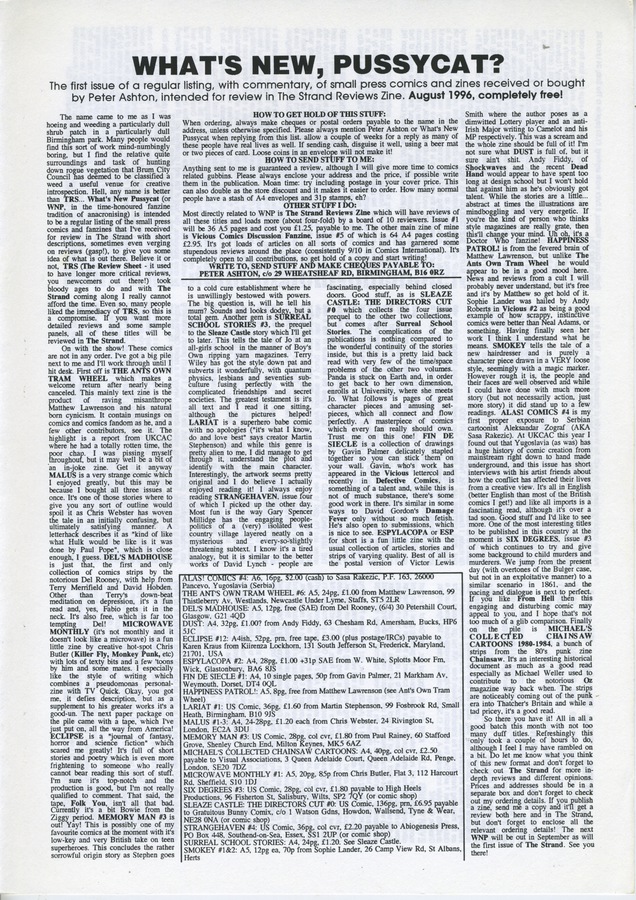 WHAT'S NEW, PUSSYCAT?
The first issue of a regular listing, with commentary, of small press comics and zines received or bought
by Peter Ashton, intended for review in The Strand Reviews Zine. August 1996, completely free!
The name came to me as I was
hoeing and weeding a particularly dull
shrub patch in a particularly dull
Birmingham park. Many people would
find this sort of work mind-numbingly
boring, but I find the relative quite
surroundings and task of hunting
down rogue vegetation that Brum City
Council has deemed to be classified a
weed a useful venue for creative
introspection. Hell, any name is better
than TRS... What's New Pussycat (or
WNP, in the time-honoured fanzine
tradition of anacronising) is intended
to be a regular listing of the small press
comics and fanzines that I've received
for review in The Strand with short
descriptions, sometimes even verging
on reviews (gasp!), to give you some
idea of what is out there. Believe it or
not, TRS (The Review Sheet - it used
to have longer more critical reviews,
you newcomers out there!) took
bloody ages to do and with The
Strand coming along I really cannot
afford the time. Even so, many people
liked the immediacy of TRS, so this is
a compromise. If you want more
detailed reviews and some sample
panels, all of these titles will be
reviewed in The Strand.
On with the show! These comics
are not in any order. I've got a big pile
next to me and I'll work through until I
hit desk. First off is THE ANTS OWN
TRAM WHEEL which makes a
welcome return after nearly being
canceled. This mainly text zine is the
product of raving misanthrope
Matthew Lawrenson and his natural
born cynicism. It contain musings on
comics and comics fandom as he, and a
few other contributors, see it. The
highlight is a report from UKCAC
where he had a totally rotten time, the
poor chap. I was pissing myself
throughout, so it may well be a bit of
an in-joke zine. Get it anyway
MALUS is a very strange comic which
I enjoyed greatly, but this may be
because I bought all three issues at
once. It's one of those stories where to
give you any sort of outline would
spoil it as Chris Webster has woven
the tale in an initially confusing, but
ultimately satisfying manner. A
letterhack describes it as "kind of like
what Hulk would be like is it was
done by Paul Pope", which is close
enough, I guess. DEL'S MADHOUSE
is just that, the first and only
collection of comics strips by the
notorious Del Rooney, with help from
Terry Merrifield and David Hobden.
Other than Terry's down-beat
meditation on depression, it's a fun
read and, yes, Fabio gets it in the
neck. It's also free, which is far too
tempting Del! MICROWAVE
MONTHLY (it's not monthly and it
doesn't look like a microwave) is a fun
little zine by creative hot-spot Chris
Butler (Killer Fly, Monkey Punk, etc)
with lots of texty bits and a few 'toons
by him and some mates. I especially
like the style of writing which
combines a pseudomonas personal-
zine with TV Quick. Okay, you got
me, it defies description, but as a
supplement to his greater works it's a
good-un. The next paper package on
the pile came with a tape, which I've
just put on, all the way from America!
ECLIPSE is a "journal of fantasy,
horror and science fiction" which
scared me greatly! It's full of short
stories and poetry which is even more
frightening to someone who really
cannot bear reading this sort of stuff.
I'm sure it's top-notch and the
production is good, but I'm not really
qualified to comment. That said, the
tape, Folk You, isn't all that bad.
Currently it's a bit Bowie from the
Ziggy period. MEMORY MAN #3 is
out! Yay! This is possibly one of my
favourite comics at the moment with it's
low-key and very British take on teen
superheroes. This concludes the rather
sorrowful origin story as Stephen goes
HOW TO GET HOLD OF THIS STUFF:
When ordering, always make cheques or postal orders payable to the name in the
address, unless otherwise specified. Please always mention Peter Ashton or What's New
Pussycat when replying from this list. allow a couple of weeks for a reply as many of
these people have real lives as well. If sending cash, disguise it well, using a beer mat
or two pieces of card. Loose coins in an envelope will not make it!
HOW TO SEND STUFF TO ME:
Anything sent to me is guaranteed a review, although I will give more time to comics
related gubbins. Please always enclose your address and the price, if possible write
them in the publication. Moan time: try including postage in your cover price. This
can also double as the store discount and it makes it easier to order. How many normal
people have a stash of A4 envelopes and 31p stamps, eh?
OTHER STUFF I DO:
Most directly related to WNP is The Strand Reviews Zine which will have reviews of
all these titles and loads more (about four-fold) by a board of 10 reviewers. Issue #1
will be 36 A5 pages and cost you £1.25, payable to me. The other main zine of mine
is Vicious Comics Discussion Fanzine, issue #5 of which is 64 A4 pages costing
£2.95. It's got loads of articles on all sorts of comics and has garnered some
stupendous reviews around the place (consistently 9/10 in Comics International). It's
completely open to all contributions, so get hold of a copy and start writing!
WRITE TO, SEND STUFF AND MAKE CHEQUES PAYABLE TO:
PETER ASHTON, c/o 29 WHEATSHEAF RD, BIRMINGHAM, B16 0RZ
to a cold cure establishment where he
is unwillingly bestowed with powers.
The big question is, will he tell his
mum? Sounds and looks dodgy, but a
total gem. Another gem is SURREAL
SCHOOL STORIES #3, the prequel
to the Sleaze Castle story which I'll get
to later. This tells the tale of Jo at an
all-girls school in the manner of Boy's
Own ripping yarn magazines. Terry
Wiley has got the style down pat and
subverts it wonderfully, with quantum
physics, lesbians and seventies sub-
culture fusing perfectly with the
complicated friendships and secret
societies. The greatest testament is it's
all text and I read it one sitting,
although the pictures helped!
LARIAT is a superhero comic made
with no apologies ("it's what I know,
do and love best" says creator Martin
Stephenson) and while this genre is
pretty alien to me. I did manage to get
through it, understand the plot and
identify with the main character.
Interestingly, the artwork seems pretty
original and I do believe I actually
enjoyed reading it! I always enjoy
reading STRANGEHAVEN, issue four
of which I picked up the other day.
Most fun is the way Gary Spencer
Millidge has the engaging people-
politics of a (very) isolated west
country village layered neatly on a
mysterious and every-so-slightly
threatening subtext. I know it's a tired
analogy, but it is similar to the better
works of David Lynch - people are
fascinating, especially behind closed
doors. Good stuff, as is SLEAZE
CASTLE: THE DIRECTORS CUT
#0 which collects the four issue
prequel to the other two collections,
but comes after Surreal School
Stories. The complications of the
publications is nothing compared to
the wonderful continuity of the stories
inside, but this is a pretty laid back
read with very few of the time/space
problems of the other two volumes.
Panda is stuck on Earth and, in order
to get back to her own dimension,
enrolls at University, where she meets
Jo. What follows is pages of great
character pieces and amusing set-
pieces, which all connect and flow
perfectly. A masterpiece of comics
which every fan really should own.
Trust me on this one! FIN DE
SIECLE is a collection of drawings
by Gavin Palmer delicately stapled
together so you can stick them on
your wall. Gavin, who's work has
appeared in the Vicious lettercol and
recently in Defective Comics, is
something of a talent and, while this is
not of much substance, there's some
good work in there. It's similar in some
ways to David Gordon's Damage
Fever only without so much fetish.
He's also open to submissions, which
is nice to see. ESPYLACOPA or ESP
for short is a fun little zine with the
usual collection of articles, stories and
strips of varying quality. Best of all is
the postal version of Victor Lewis
Smith where the author poses as a
dimwitted Lottery player and an anti-
Irish Major writing to Camelot and his
MP respectively. This was a scream and
the whole zine should be full of it! I'm
not sure what DUST is full of, but it
sure ain't shit. Andy Fiddy, of
Shockwaves and the recent Dead
Hand would appear to have spent too
long at design school but I won't hold
that against him as he's obviously got
talent. While the stories are a little...
abstract at times the illustrations are
mindboggling and very energetic. If
you're the kind of person who thinks
style magazines are really grate, then
this'll change your life. Uh oh, it's a
Doctor Who fanzine! HAPPINESS
PATROL is from the fevered brain of
Matthew Lawrenson, but unlike The
Ants Own Tram Wheel he would
appear to be in a good mood here.
News and reviews from a cult I will
probably never understand, but it's free
and it's by Matthew so get hold of it.
Sophie Lander was hailed by Andy
Roberts in Vicious #2 as being a good
example of how scrappy, instinctive
comics were better than Neal Adams, or
something. Having finally seen her
work I think I understand what he
means. SMOKEY tells the tale of a
new hairdresser and is purely a
character piece drawn in a VERY loose
style, seemingly with a magic marker.
However rough it is, the people and
their faces are well observed and while
I could have done with much more
story (but not necessarily action, just
more story) it did stand up to a few
readings. ALAS! COMICS #4 is my
first proper exposure to Serbian
cartoonist Aleksandar Zograf (AKA
Sasa Rakezic). At UKCAC this year I
found out that Yugoslavia (as was) has
a huge history of comic creation from
mainstream right down to hand made
underground, and this issue has short
interviews with his artist friends about
how the conflict has affected their lives
from a creative view. It's all in English
(better English than most of the British
comics I get!) and like all imports is a
fascinating read, although it's over a
tad soon. Good stuff and I'd like to see
more. One of the most interesting titles
to be published in this country at the
moment is SIX DEGREES, issue #3
of which continues to try and give
some background to child murders and
murderers. We jump from the present
day (with overtones of the Bulger case,
but not in an exploitative manner) to a
similar scenario in 1861, and the
pacing and dialogue is next to perfect.
If you like From Hell then this
engaging and disturbing comic may
appeal to you, and I hope that's not
too much of a glib comparison. Finally
on the pile is MICHAEL'S
COLLECTED CHAINSAW
CARTOONS 1980-1984, a bunch of
strips from the 80's punk zine
Chainsaw. It's an interesting historical
document as much as a good read
especially as Michael Weller used to
contribute to the notorious Oz
magazine way back when. The strips
are noticeably coming out of the punk-
era into Thatcher's Britain and while a
tad pricey, it's a good read.
So there you have it! All in all a
good batch this month with not too
many duff titles. Refreshingly this
only took a couple of hours to do,
although I feel I may have rambled on
a bit. Do let me know what you think
of this new format and don't forget to
check out The Strand for more in-
depth reviews and different opinions.
Prices and addresses should be in a
separate box and don't forget to check
out my ordering details. If you publish
a zine, send me a copy and it'll get a
review both here and in The Strand,
but don't forget to enclose all the
relevant ordering details! The next
WNP will be out in September as will
the first issue of The Strand. See you
there!
ALAS! COMICS #4: A6, 16pg, $2.00 (cash) to Sasa Rakezic, P.F. 163, 26000
Pancevo, Yugoslavia (Serbia)
THE ANT'S OWN TRAM WHEEL, #6: A5, 24pg, £1.00 from Matthew Lawrenson, 99
Thistleberry Av, Westlands, Newcastle Under Lyme, Staffs, ST5 2LR
DEL'S MADHOUSE: A5, 12pg, free (SAE) from Del Rooney, (6/4) 30 Petershill Court,
Glasgow, G21 4QD
DUST: A4, 32pg, £1.00? from Andy Fiddy, 63 Chesham Rd, Amersham, Bucks, HP6
5JC
ECLIPSE #12: A4ish, 52pg, prn, free tape, £3.00 (plus postage/IRCs) payable to
Karen Kraus from Kiirenza Lockhorn, 131 South Jefferson St, Frederick, Maryland,
21701, USA
ESPYLACOPA #2: A4, 28pg, £1.00 +31p SAE from W. White, Splotts Moor Fm,
Wick, Glastonbury, BA6 8JS
FIN DE SIECLE #1: A4, 10 single pages, 50p from Gavin Palmer, 21 Markham Av,
Weymouth, Dorset, DT4 0QL
HAPPINESS PATROL!: A5, 8pg, free, from Matthew Lawrenson (see Ant's Own Tram
Wheel)
LARIAT #1: US Comic, 36pg, £1.60 from Martin Stephenson, 99 Fosbrook Rd, Small
Heath, Birmingham. B10 9JS
MALUS #1-3: A4, 24-28pg, £1.20 each from Chris Webster, 24 Rivington St,
London, EC2A 3DU
MEMORY MAN #3: US Comic, 28pg, col cvr, £1.80 from Paul Rainey, 60 Stafford
Grove, Shenley Church End, Milton Keynes, MK5 6AZ
MICHAEL'S COLLECTED CHAINSAW CARTOONS: A4, 40pg, col cvr, £2.50
payable to Visual Associations, 3 Queen Adelaide Court, Queen Adelaide Rd, Penge,
London. SE20 7DZ
MICROWAVE MONTHLY #1: A5, 20pg, 85p from Chris Butler, Flat 3, 112 Harcourt
Rd, Sheffield, S10 1DJ
SIX DEGREES #3: US Comic, 28pg, col cvr, £1.80 payable to High Heels
Productions, 96 Fisherton St, Salisbury, Wilts, SP2 7QY (or comic shop)
SLEAZE CASTLE: THE DIRECTORS CUT #0: US Comic, 136pg, prn, £6.95 payable
to Gratuitous Bunny Comix, c/o 1 Watson Gdns, Howdon, Wallsend, Tyne & Wear,
NE28 0NA (or comic shop)
STRANGEHAVEN #4: US Comic, 36pg, col cvr, £2.20 payable to Abiogenesis Press,
PO Box 448, Southend-on-Sea, Essex, SS1 2UP (or comic shop)
SURREAL SCHOOL STORIES: A4, 24pg, £1.20. See Sleaze Castle.
SMOKEY #1&2: A5, 12pg ea, 70p from Sophie Lander, 26 Camp View Rd, St Albans,
Herts